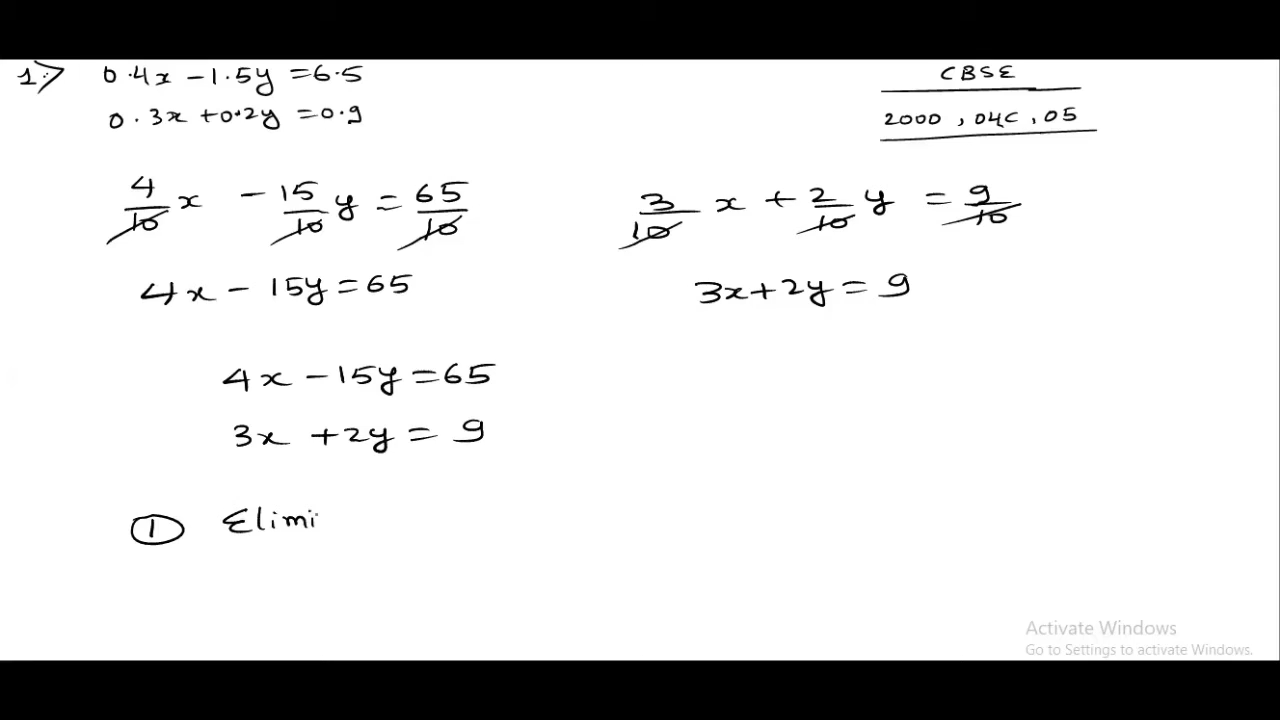 1.> 0.4x - 1.5y = 6.5
0.3x + 0.2y = 0.9
CBSE
2000, 04C, 05
4/10 x - 15/10 y = 65/10
3/10 x + 2/10 y = 9/10
4x - 15y = 65
3x + 2y = 9
4x - 15y = 65
3x + 2y = 9
① Elimi
Activate Windows
Go to Settings to activate Windows.